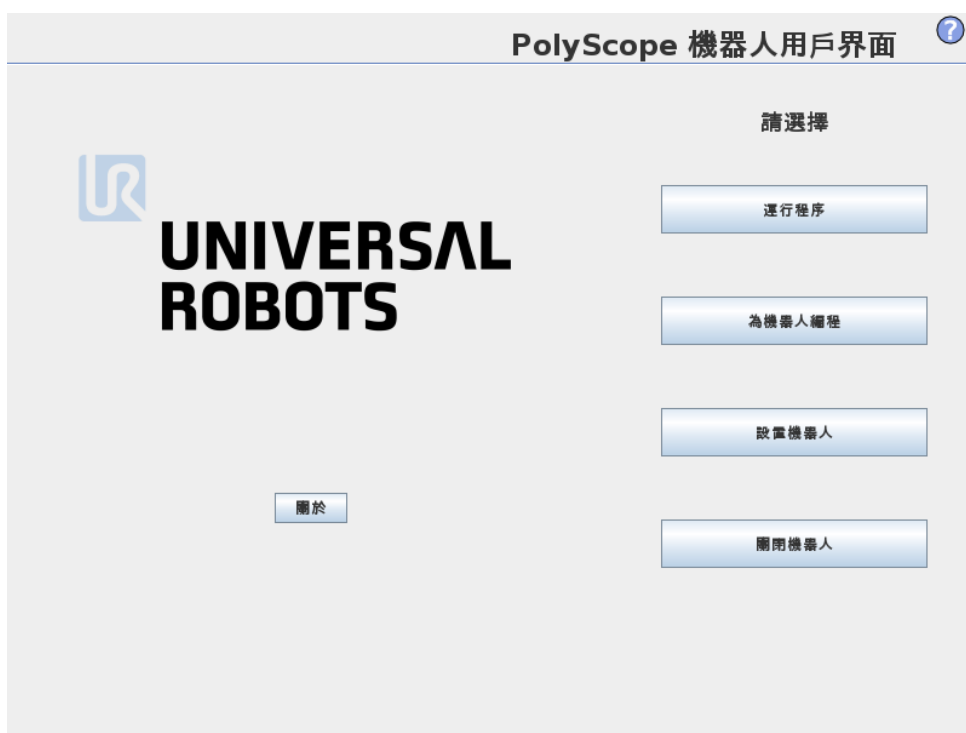 PolyScope 機器人用戶界面
?
請選擇
UR
UNIVERSAL
ROBOTS
運行程序
為機器人編程
設置機器人
關於
關閉機器人